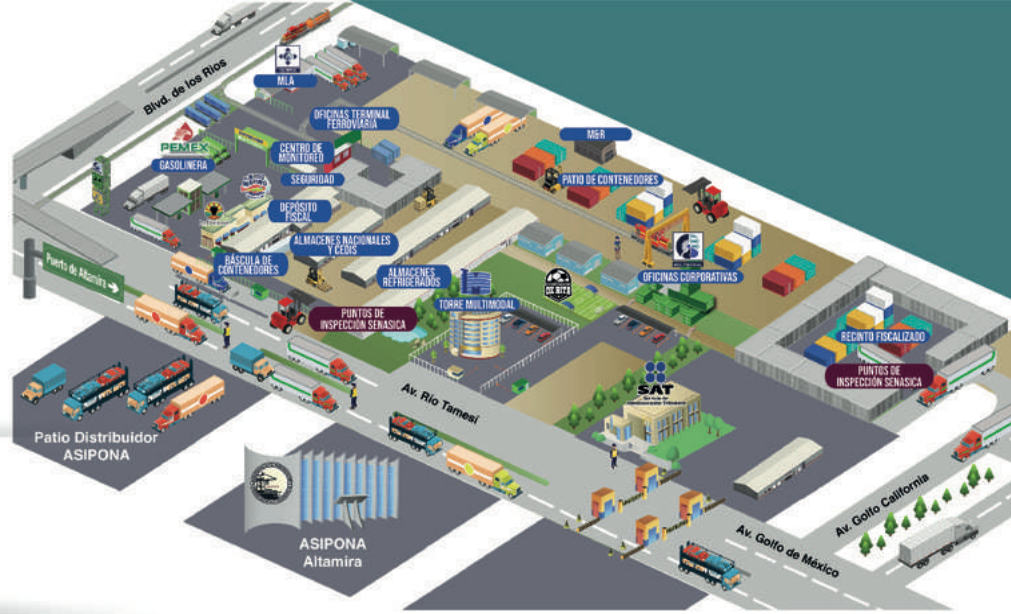 Blvd. de los Ríos
MLA
OFICINAS TERMINAL
FERROVIARIA
PEMEX
GASOLINERA
CENTRO DE
MONITOREO
SEGURIDAD
M&R
PATIO DE CONTENEDORES
DEPÓSITO
FISCAL
ALMACENES NACIONALES
Y CEDIS
BÁSCULA DE
CONTENEDORES
ALMACENES
REFRIGERADOS
OFICINAS CORPORATIVAS
Puerto de Altamira
TORRE MULTIMODAL
PUNTOS DE
INSPECCIÓN SENASICA
RECINTO FISCALIZADO
PUNTOS DE
INSPECCIÓN SENASICA
SAT
Av. Río Tamesí
Patio Distribuidor
ASIPONA
ASIPONA
Altamira
Av. Golfo California
Av. Golfo de México